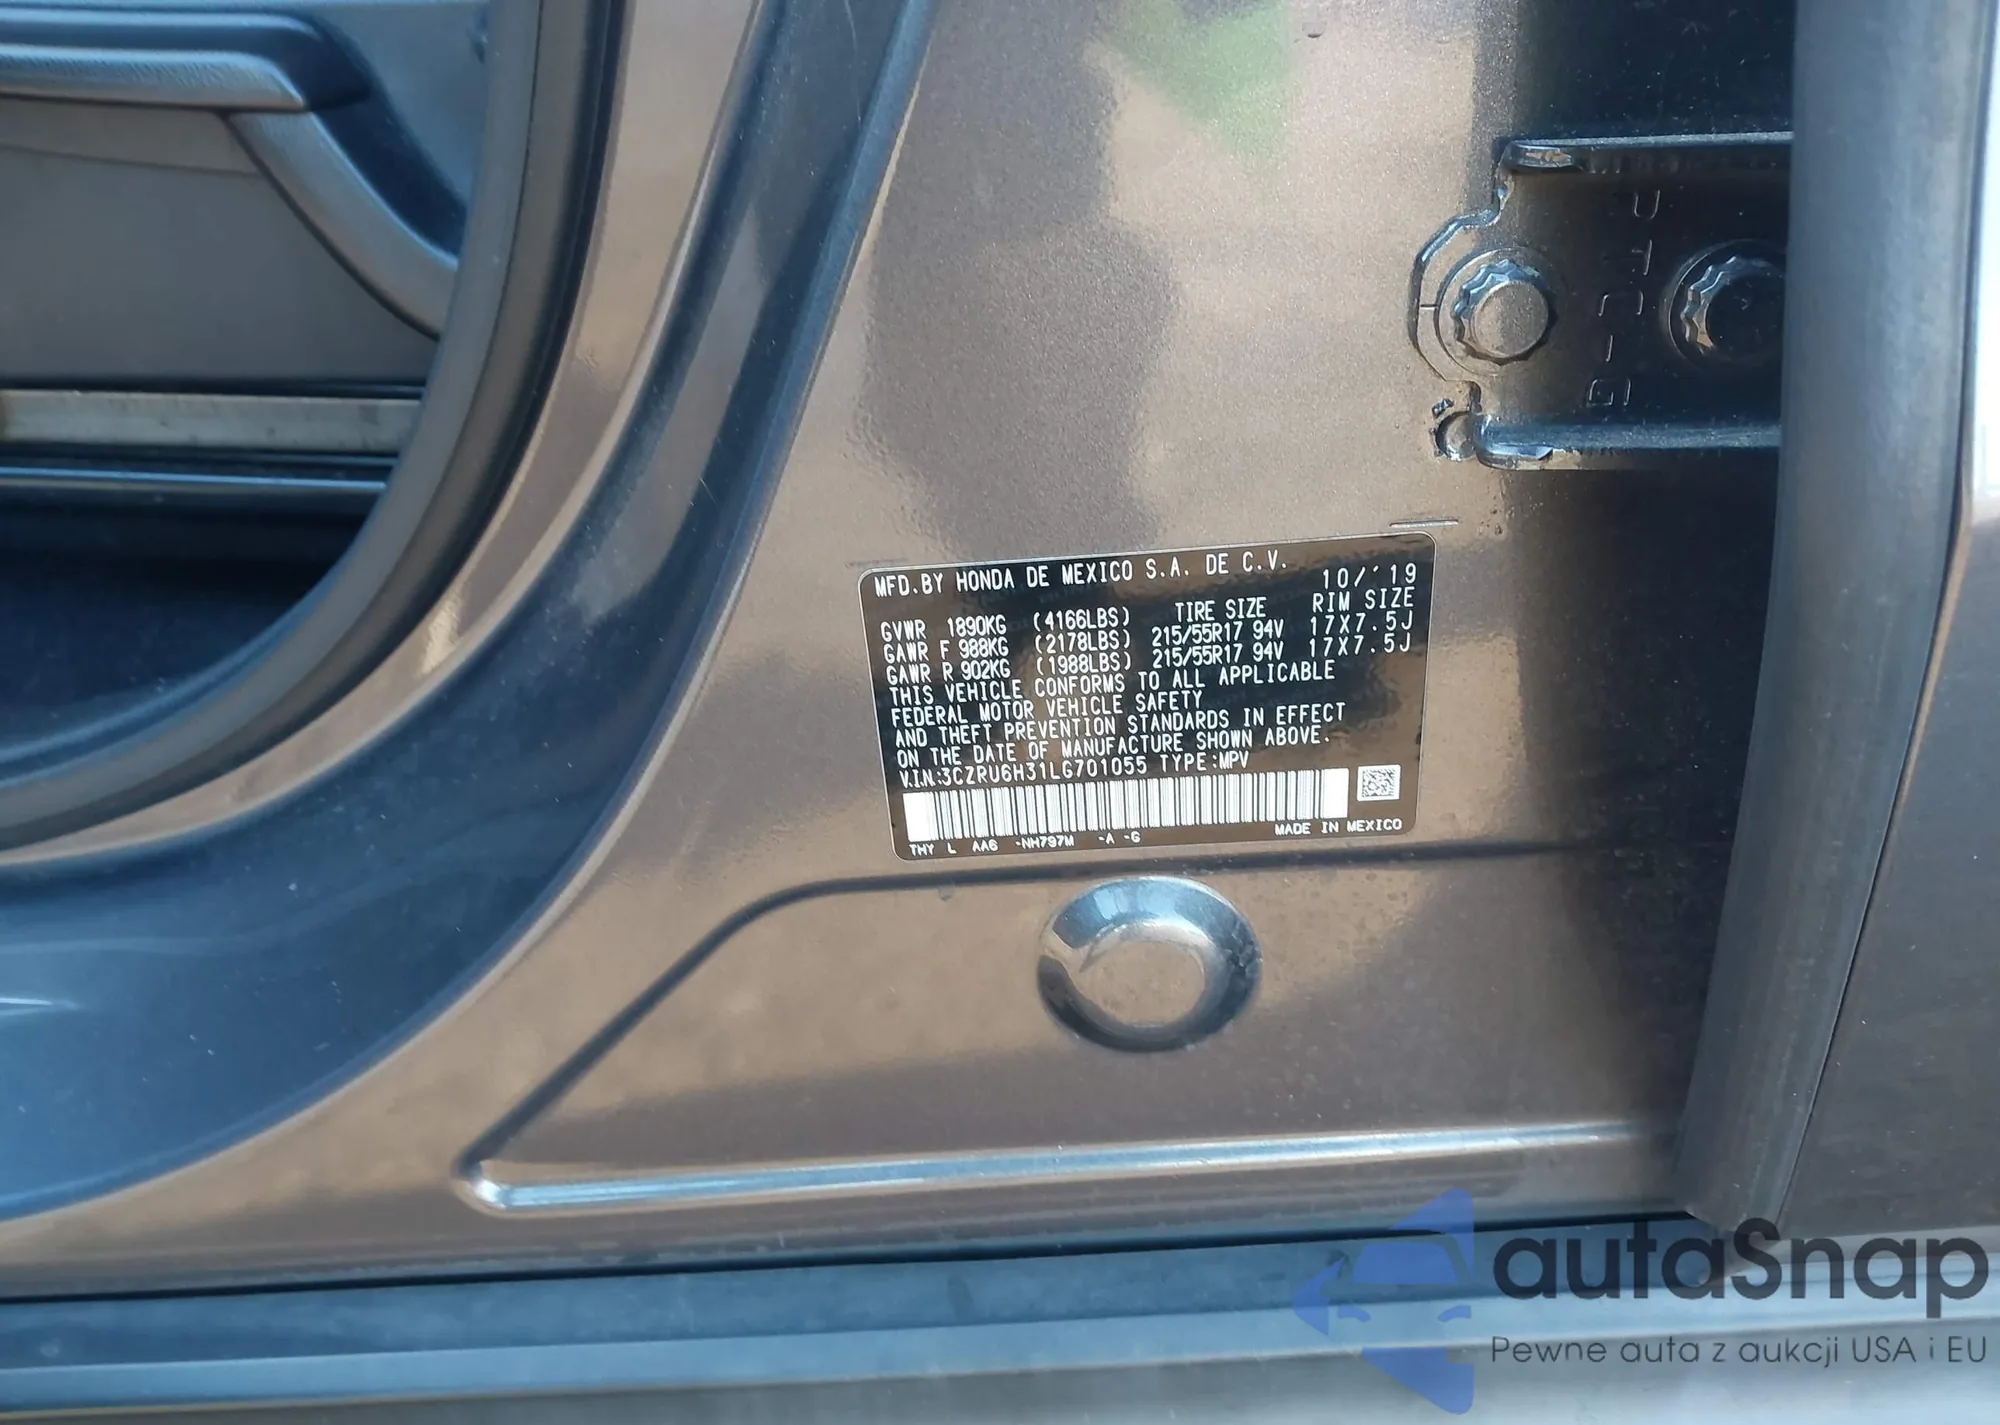 MFD.BY HONDA DE MEXICO S.A. DE C.V. 10/'19
GVWR 1890KG (4166LBS) TIRE SIZE RIM SIZE
GAWR F 988KG (2178LBS) 215/55R17 94V 17X7.5J
GAWR R 902KG (1988LBS) 215/55R17 94V 17X7.5J
THIS VEHICLE CONFORMS TO ALL APPLICABLE
FEDERAL MOTOR VEHICLE SAFETY
AND THEFT PREVENTION STANDARDS IN EFFECT
ON THE DATE OF MANUFACTURE SHOWN ABOVE.
V.I.N:3CZRU6H31LG701055 TYPE:MPV
THY L AA6 -NH797M -A -G MADE IN MEXICO
autaSnap
Pewne auta z aukcji USA i EU